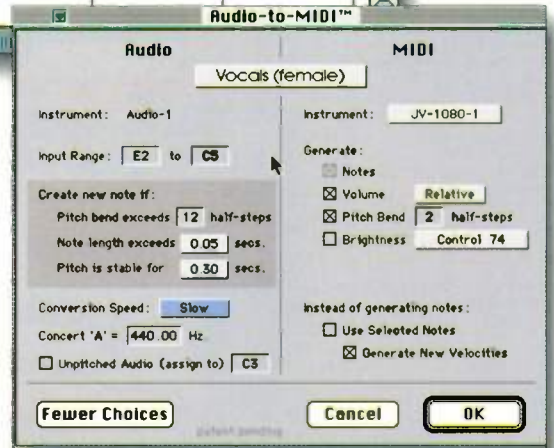 Audio-to-MIDI™
Audio
MIDI
Vocals (female)
Instrument: Audio-1
Input Range: E2 to C5
Create new note if:
Pitch bend exceeds 12 half-steps
Note length exceeds 0.05 secs.
Pitch is stable for 0.30 secs.
Conversion Speed: Slow
Concert 'A' = 440.00 Hz
Unpitched Audio (assign to) C3
Instrument: JV-1080-1
Generate:
Notes
Volume Relative
Pitch Bend 2 half-steps
Brightness Control 74
Instead of generating notes:
Use Selected Notes
Generate New Velocities
Fewer Choices
patent pending
Cancel
OK